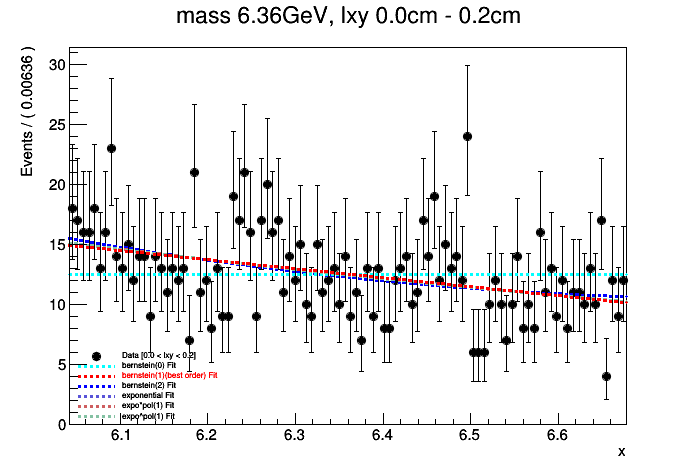 mass 6.36GeV, lxy 0.0cm - 0.2cm
Events / ( 0.00636 )
30
25
20
15
10
5
0
Data [0.0 < lxy < 0.2]
bernstein(0) Fit
bernstein(1)(best order) Fit
bernstein(2) Fit
exponential Fit
expo*pol(1) Fit
expo^pol(1) Fit
6.1 6.2 6.3 6.4 6.5 6.6
x